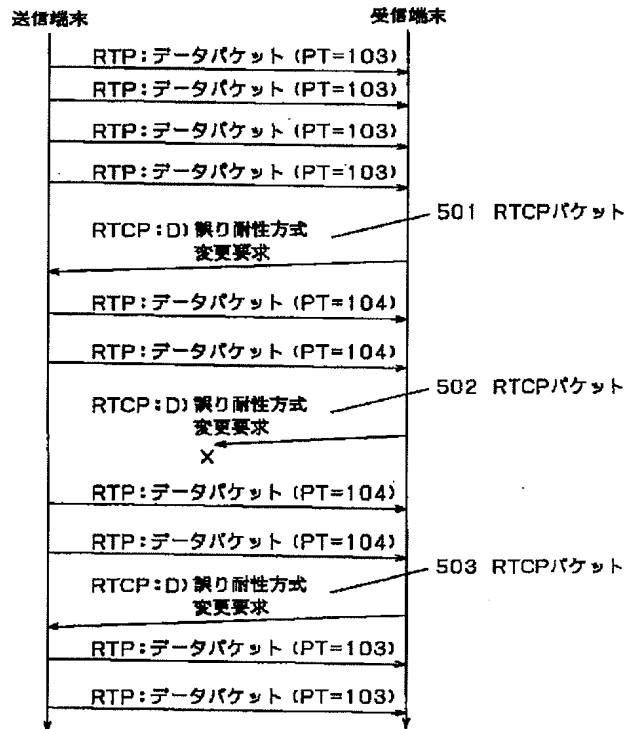 送信端末
受信端末
RTP:データパケット (PT=103)
RTP:データパケット (PT=103)
RTP:データパケット (PT=103)
RTP:データパケット (PT=103)
501 RTCPパケット
RTCP:D)誤り耐性方式
変更要求
RTP:データパケット (PT=104)
RTP:データパケット (PT=104)
502 RTCPパケット
RTCP:D)誤り耐性方式
変更要求
×
RTP:データパケット (PT=104)
RTP:データパケット (PT=104)
503 RTCPパケット
RTCP:D)誤り耐性方式
変更要求
RTP:データパケット (PT=103)
RTP:データパケット (PT=103)